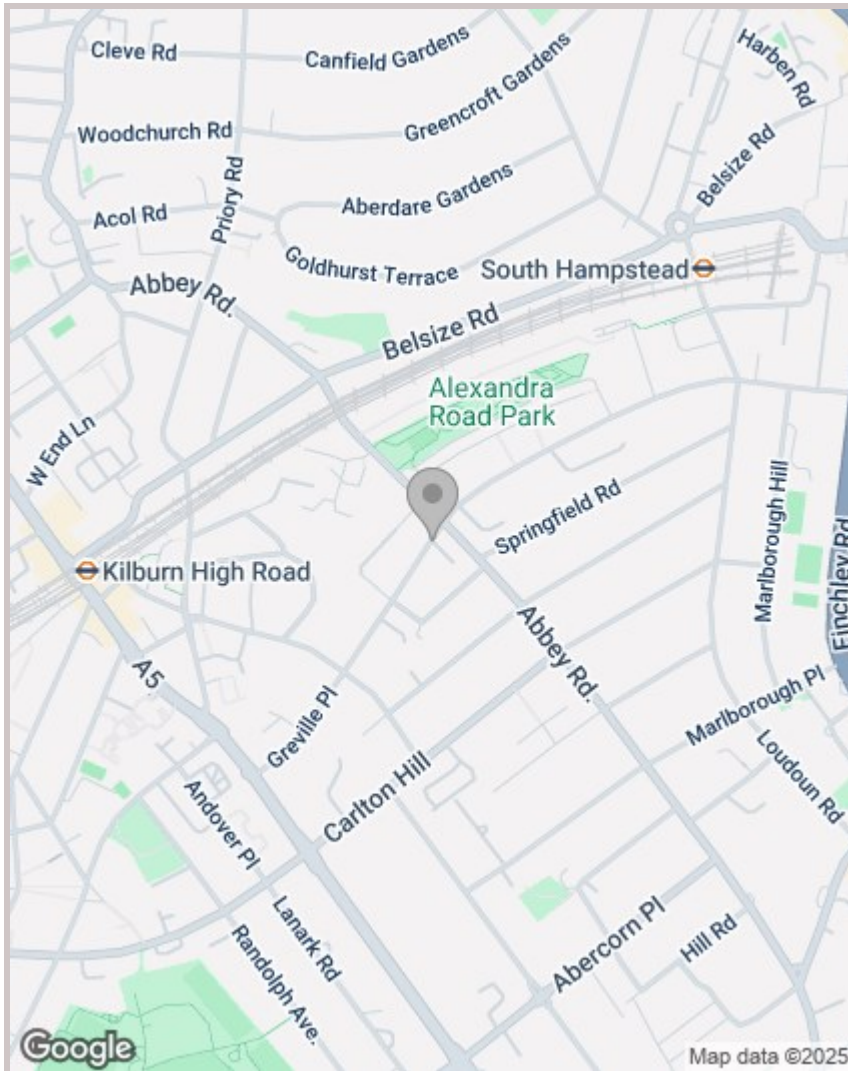 Cleve Rd
Canfield Gardens
Harben Rd
Greencroft Gardens
Woodchurch Rd
Belsize Rd
Priory Rd
Aberdare Gardens
Acol Rd
Goldhurst Terrace
South Hampstead
Abbey Rd.
Belsize Rd
Alexandra
Road Park
W End Ln
Springfield Rd
Marlborough Hill
Finchley Rd
Kilburn High Road
Abbey Rd.
A5
Greville Pl
Marlborough Pl
Carlton Hill
Loudoun Rd
Andover Pl
Lanark Rd
Abercorn Pl
Hill Rd
Randolph Ave.
Google
Map data ©2025